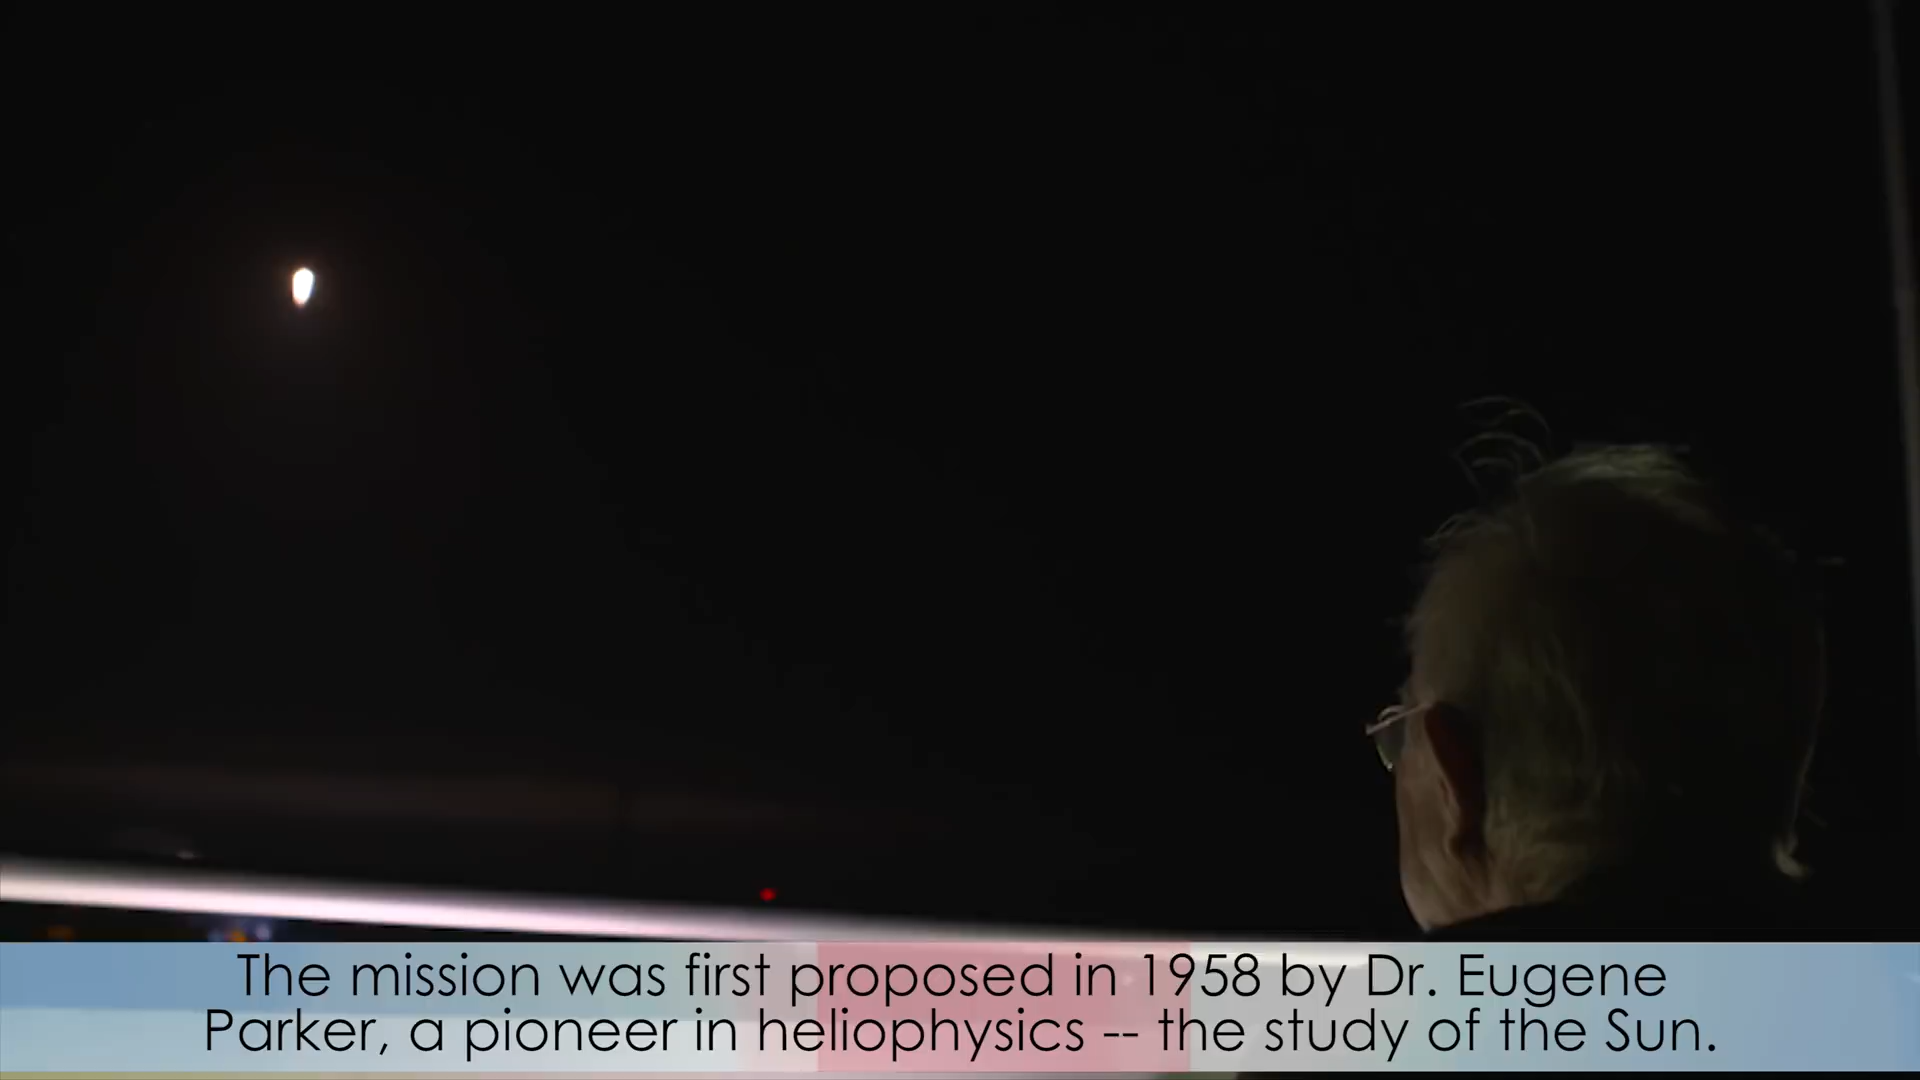 The mission was first proposed in 1958 by Dr. Eugene
Parker, a pioneer in heliophysics -- the study of the Sun.